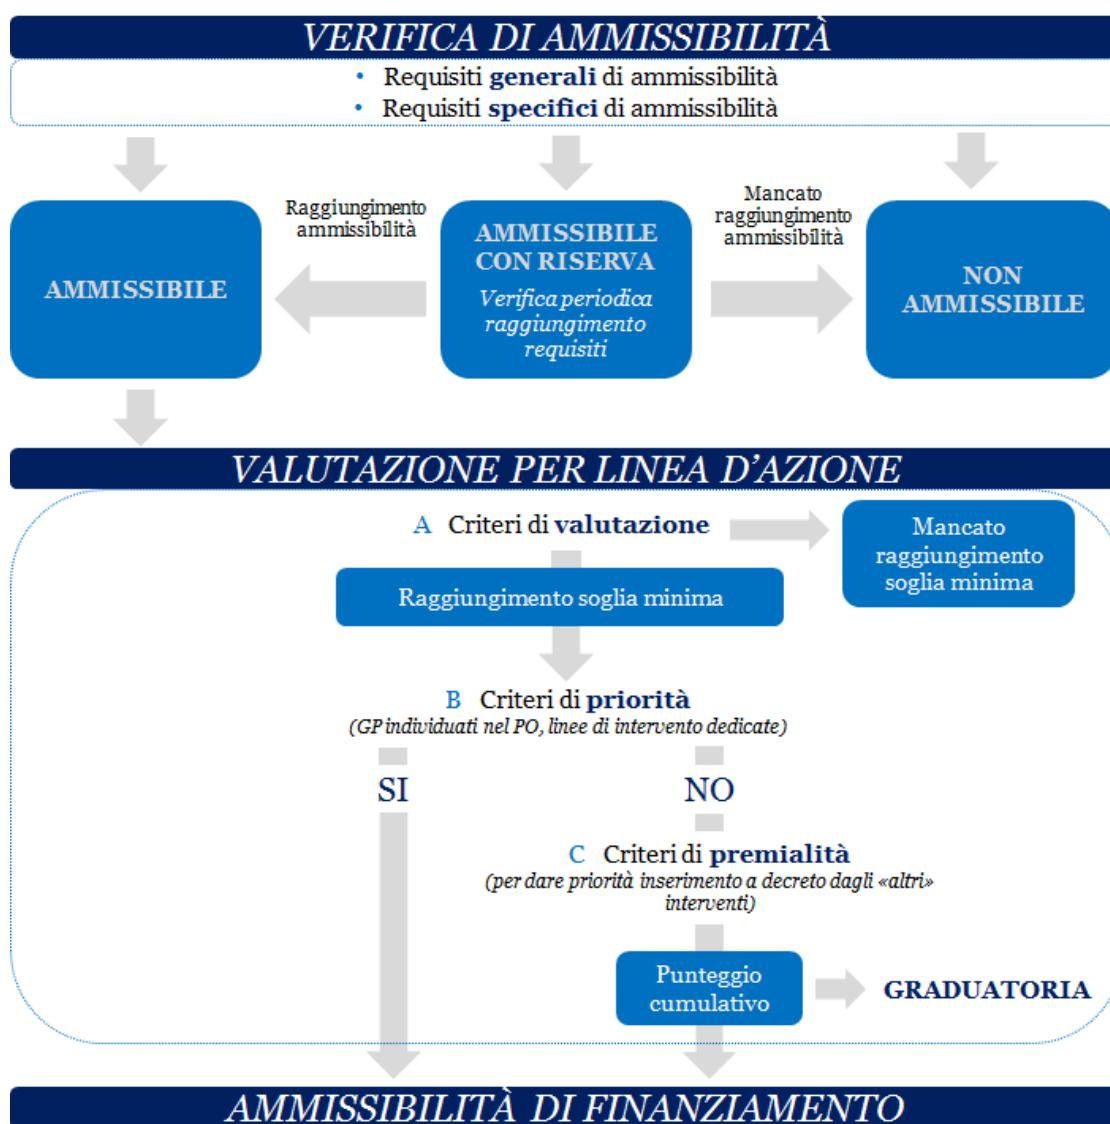 VERIFICA DI AMMISSIBILITÀ
• Requisiti generali di ammissibilità
• Requisiti specifici di ammissibilità
AMMISSIBILE
Raggiungimento
ammissibilità
AMMISSIBILE
CON RISERVA
Verifica periodica
raggiungimento
requisiti
Mancato
raggiungimento
ammissibilità
NON
AMMISSIBILE
VALUTAZIONE PER LINEA D’AZIONE
A Criteri di valutazione
Mancato
raggiungimento
soglia minima
Raggiungimento soglia minima
B Criteri di priorità
(GP individuati nel PO, linee di intervento dedicate)
SI
NO
C Criteri di premialità
(per dare priorità inserimento a decreto dagli «altri»
interventi)
Punteggio
cumulativo
GRADUATORIA
AMMISSIBILITÀ DI FINANZIAMENTO